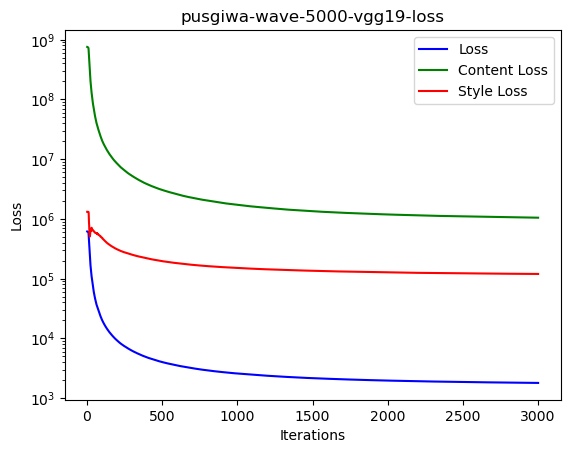 pusgiwa-wave-5000-vgg19-loss
Loss
Content Loss
Style Loss
10⁹
10⁸
10⁷
10⁶
10⁵
10⁴
10³
Loss
0 500 1000 1500 2000 2500 3000
Iterations